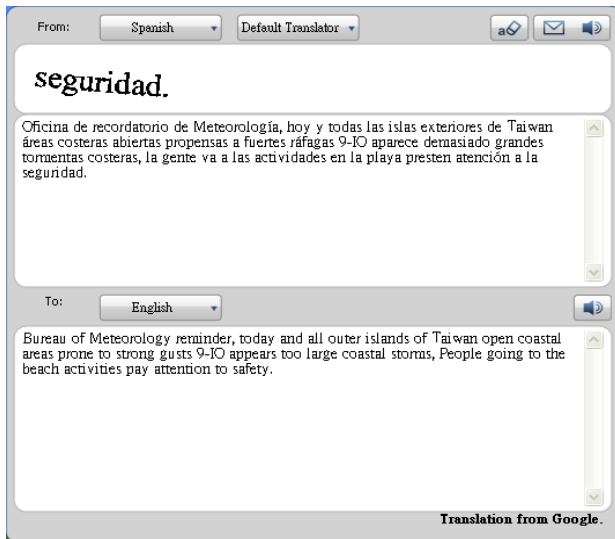 From: Spanish Default Translator
seguridad.
Oficina de recordatorio de Meteorología, hoy y todas las islas exteriores de Taiwan
áreas costeras abiertas propensas a fuertes ráfagas 9-IO aparece demasiado grandes
tormentas costeras, la gente va a las actividades en la playa presten atención a la
seguridad.
To: English
Bureau of Meteorology reminder, today and all outer islands of Taiwan open coastal
areas prone to strong gusts 9-IO appears too large coastal storms, People going to the
beach activities pay attention to safety.
Translation from Google.